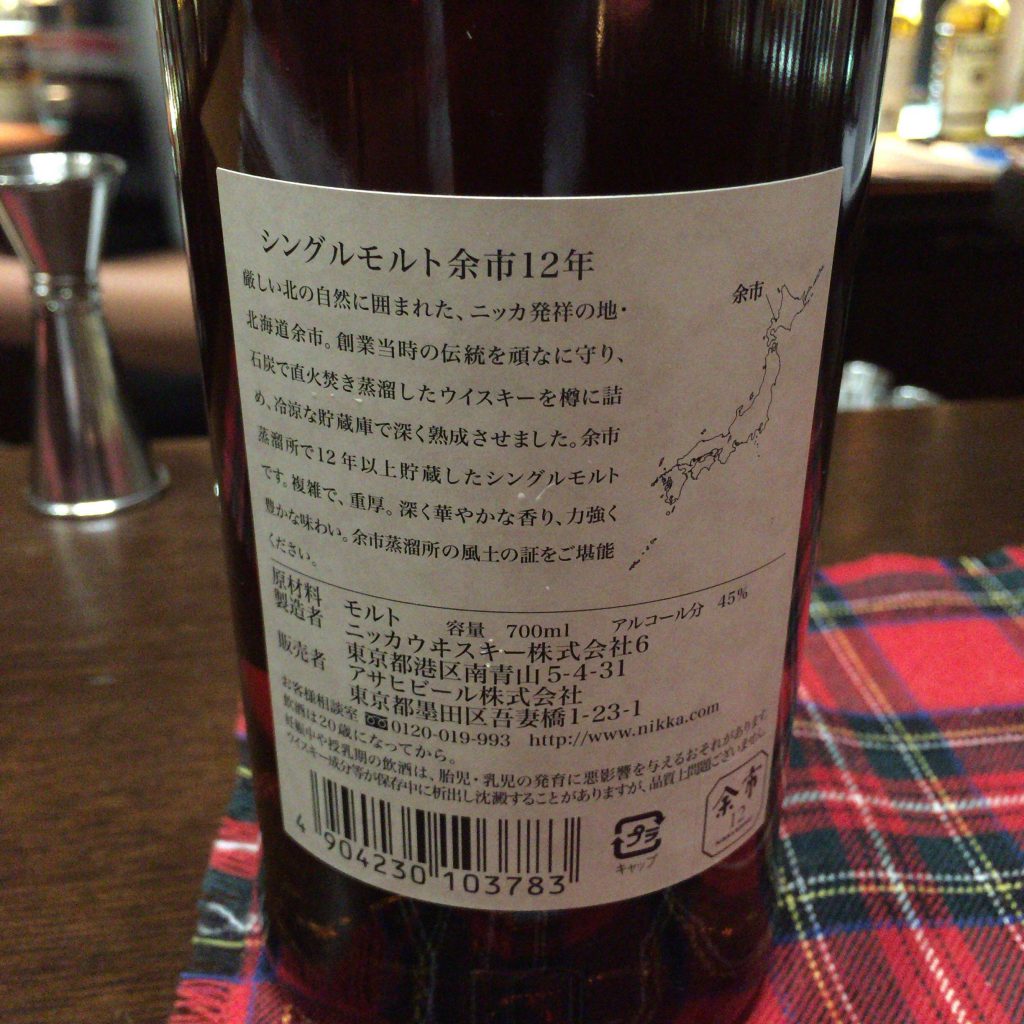 シングルモルト余市12年
厳しい北の自然に囲まれた、ニッカ発祥の地・
北海道余市。創業当時の伝統を頑なに守り、
石炭で直火焚き蒸溜したウイスキーを樽に詰
め、冷涼な貯蔵庫で深く熟成させました。余市
蒸溜所で12年以上貯蔵したシングルモルト
です。複雑で、重厚。深く華やかな香り、力強く
豊かな味わい。余市蒸溜所の風土の証をご堪能
ください。
余市
原材料 モルト 容量 700ml アルコール分 45%
製造者 ニッカウヰスキー株式会社6
東京都港区南青山5-4-31
販売者 アサヒビール株式会社
東京都墨田区吾妻橋1-23-1
お客様相談室 0120-019-993 http://www.nikka.com
飲酒は20歳になってから。
妊娠中や授乳期の飲酒は、胎児・乳児の発育に悪影響を与えるおそれがあります。
ウイスキー成分等が保存中に析出し沈澱することがありますが、品質上問題ございません。
4 904230 103783
プラ
キャップ
余市
12